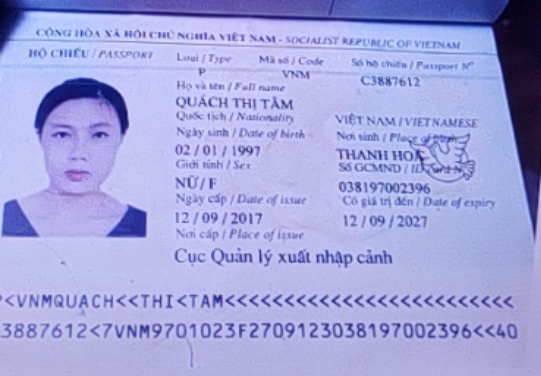 CỘNG HÒA XÃ HỘI CHỦ NGHĨA VIỆT NAM - SOCIALIST REPUBLIC OF VIETNAM
HỘ CHIẾU / PASSPORT Loại / Type Mã số / Code Số hộ chiếu / Passport Nº
P VNM C3887612
Họ và tên / Full name
QUÁCH THỊ TÂM
Quốc tịch / Nationality VIỆT NAM / VIETNAMESE
Ngày sinh / Date of birth Nơi sinh / Place of birth
02 / 01 / 1997 THANH HOÁ
Giới tính / Sex Số GCMND / ID Card Nº
NỮ / F 038197002396
Ngày cấp / Date of issue Có giá trị đến / Date of expiry
12 / 09 / 2017 12 / 09 / 2027
Nơi cấp / Place of issue
Cục Quản lý xuất nhập cảnh
<VNMQUACH<<THI<TAM<<<<<<<<<<<<<<<<<<<<<<<<<
3887612<7VNM9701023F2709123038197002396<<40